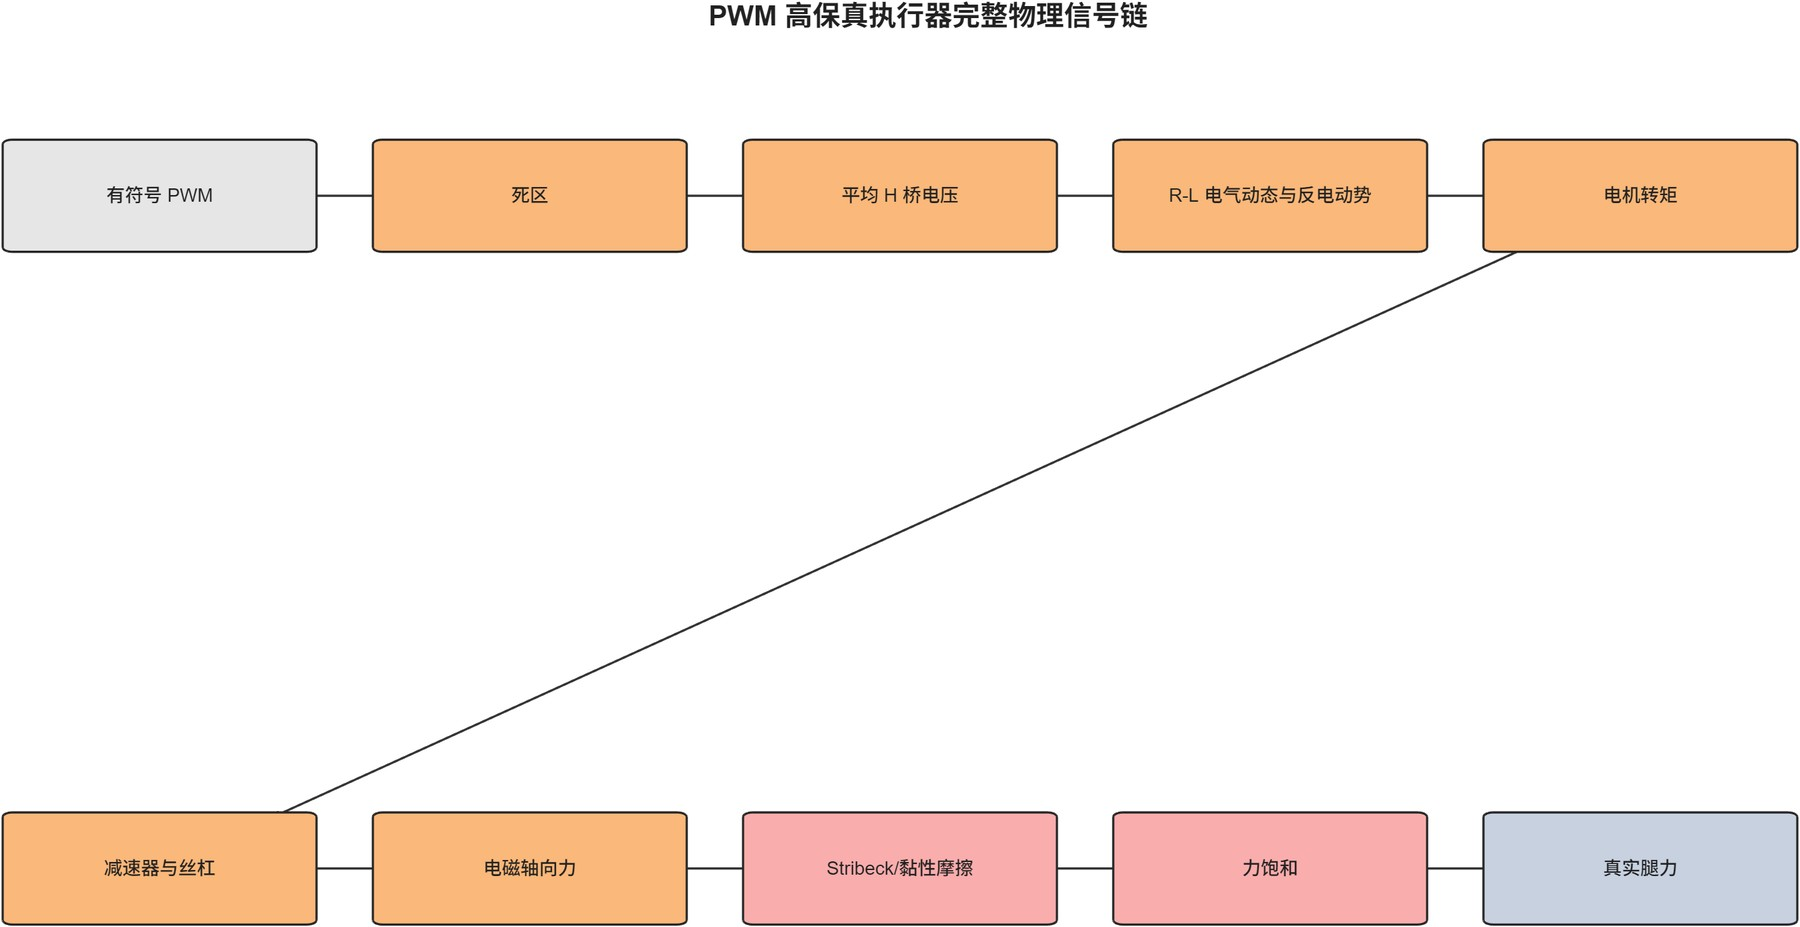 PWM 高保真执行器完整物理信号链
有符号 PWM
死区
平均 H 桥电压
R-L 电气动态与反电动势
电机转矩
减速器与丝杠
电磁轴向力
Stribeck/黏性摩擦
力饱和
真实腿力